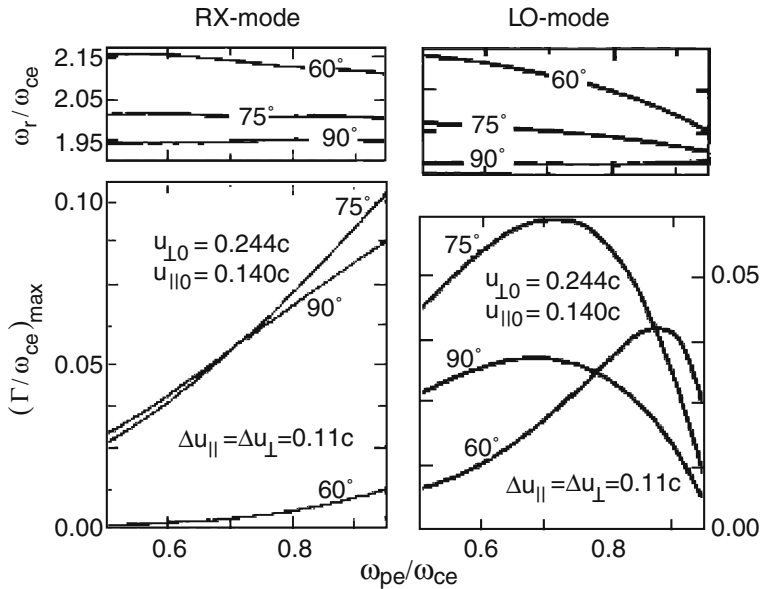 RX-mode
LO-mode
ω_r/ω_ce
2.15
2.05
1.95
60°
75°
90°
60°
75°
90°
(Γ/ω_ce)_max
0.10
0.05
0.00
75°
u_⊥0 = 0.244c
u_||0 = 0.140c
90°
Δu_|| = Δu_⊥ = 0.11c
60°
75°
u_⊥0 = 0.244c
u_||0 = 0.140c
90°
60°
Δu_|| = Δu_⊥ = 0.11c
0.05
0.00
0.6
0.8
0.6
0.8
ω_pe/ω_ce